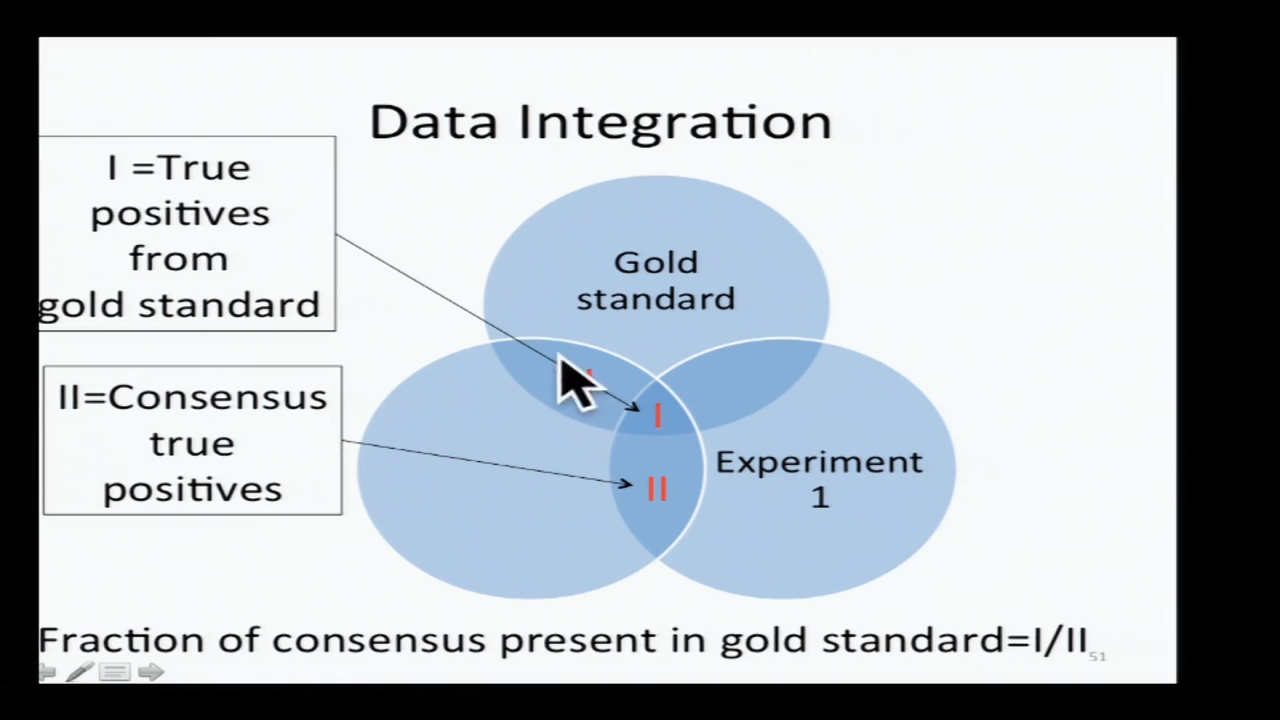 Data Integration
I =True
positives
from
gold standard
II=Consensus
true
positives
Gold
standard
I
II
Experiment
1
Fraction of consensus present in gold standard=I/II
51